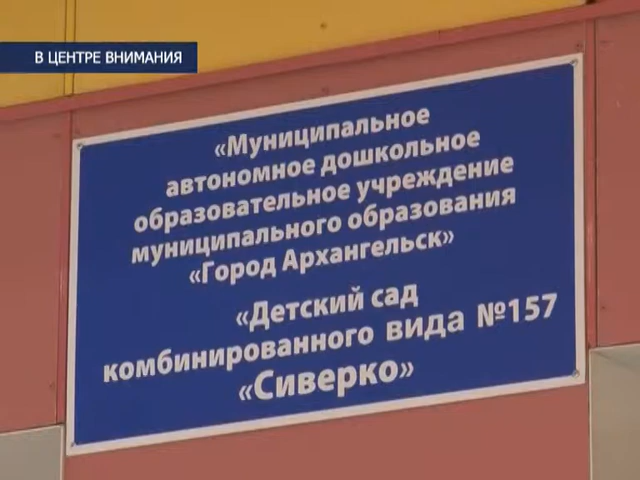 В ЦЕНТРЕ ВНИМАНИЯ
«Муниципальное
автономное дошкольное
образовательное учреждение
муниципального образования
«Город Архангельск»
«Детский сад
комбинированного вида №157
«Сиверко»